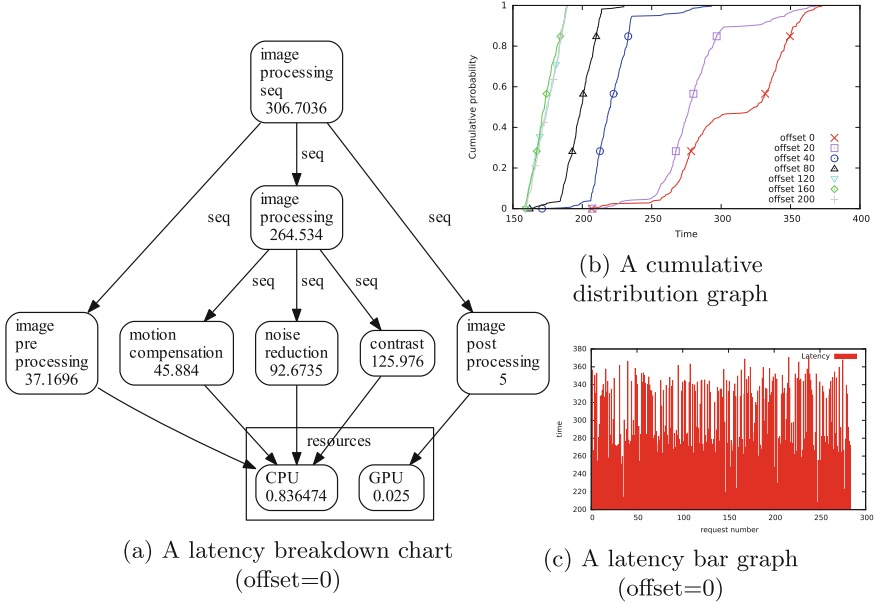 image
processing
seq
306.7036
seq
seq
seq
image
processing
264.534
seq
seq
seq
image
pre
processing
37.1696
motion
compensation
45.884
noise
reduction
92.6735
contrast
125.976
image
post
processing
5
resources
CPU
0.836474
GPU
0.025
(a) A latency breakdown chart
(offset=0)
1
0.8
0.6
0.4
0.2
0
Cumulative probability
offset 0
offset 20
offset 40
offset 80
offset 120
offset 160
offset 200
150 200 250 300 350 400
Time
(b) A cumulative
distribution graph
380
360
340
320
300
280
260
240
220
200
time
Latency
0 50 100 150 200 250 300
request number
(c) A latency bar graph
(offset=0)